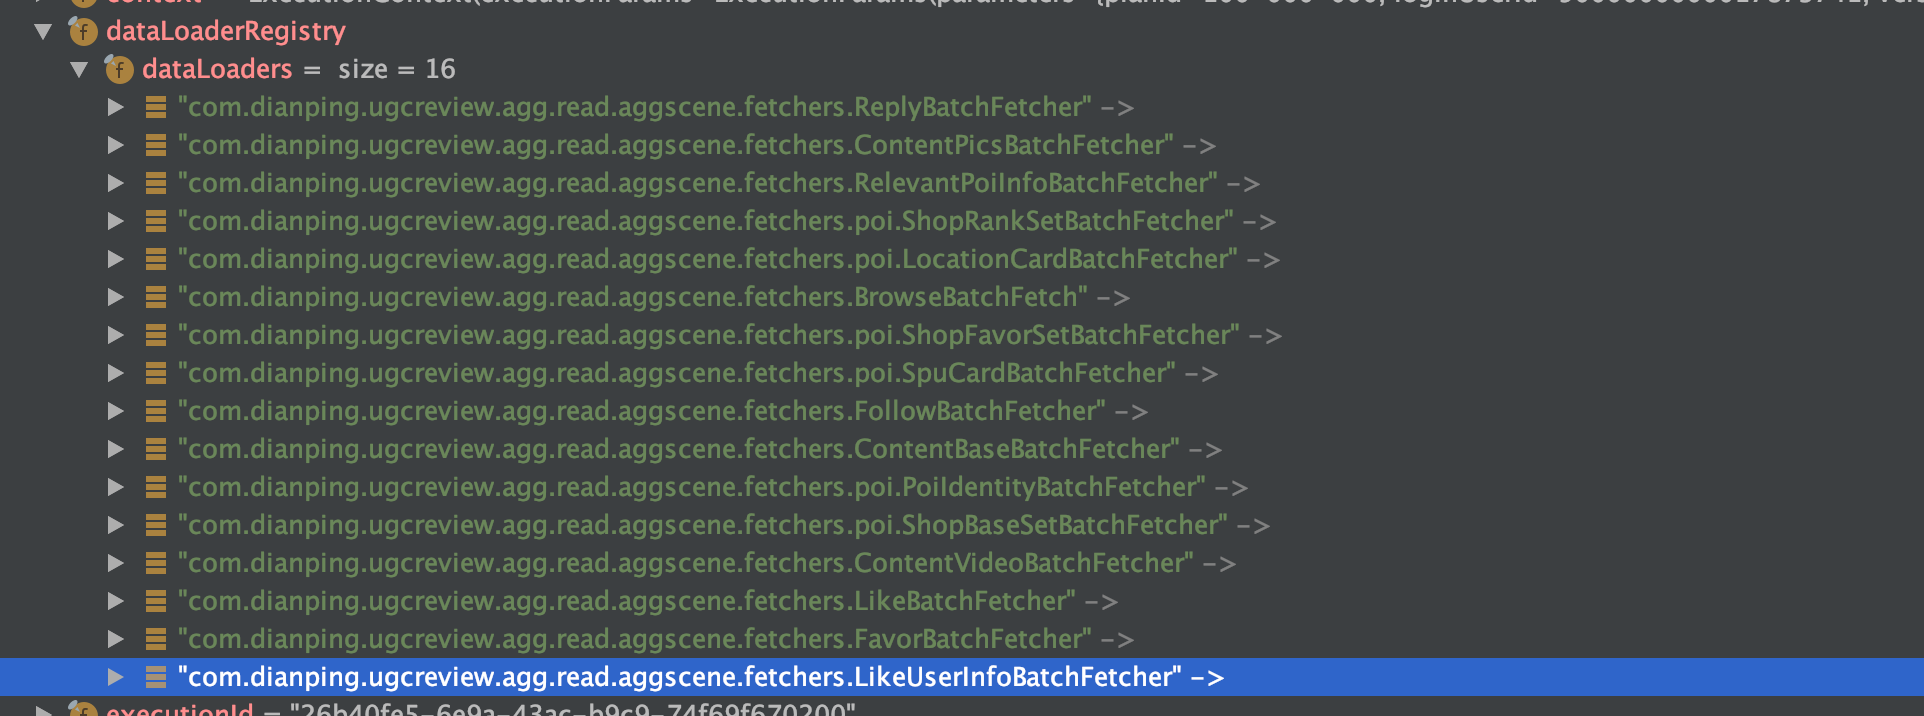 dataLoaderRegistry
dataLoaders = size = 16
"com.dianping.ugcreview.agg.read.aggscene.fetchers.ReplyBatchFetcher" ->
"com.dianping.ugcreview.agg.read.aggscene.fetchers.ContentPicsBatchFetcher" ->
"com.dianping.ugcreview.agg.read.aggscene.fetchers.RelevantPoiInfoBatchFetcher" ->
"com.dianping.ugcreview.agg.read.aggscene.fetchers.poi.ShopRankSetBatchFetcher" ->
"com.dianping.ugcreview.agg.read.aggscene.fetchers.poi.LocationCardBatchFetcher" ->
"com.dianping.ugcreview.agg.read.aggscene.fetchers.BrowseBatchFetch" ->
"com.dianping.ugcreview.agg.read.aggscene.fetchers.poi.ShopFavorSetBatchFetcher" ->
"com.dianping.ugcreview.agg.read.aggscene.fetchers.poi.SpuCardBatchFetcher" ->
"com.dianping.ugcreview.agg.read.aggscene.fetchers.FollowBatchFetcher" ->
"com.dianping.ugcreview.agg.read.aggscene.fetchers.ContentBaseBatchFetcher" ->
"com.dianping.ugcreview.agg.read.aggscene.fetchers.poi.PoiIdentityBatchFetcher" ->
"com.dianping.ugcreview.agg.read.aggscene.fetchers.poi.ShopBaseSetBatchFetcher" ->
"com.dianping.ugcreview.agg.read.aggscene.fetchers.ContentVideoBatchFetcher" ->
"com.dianping.ugcreview.agg.read.aggscene.fetchers.LikeBatchFetcher" ->
"com.dianping.ugcreview.agg.read.aggscene.fetchers.FavorBatchFetcher" ->
"com.dianping.ugcreview.agg.read.aggscene.fetchers.LikeUserInfoBatchFetcher" ->
executionId = "26b40fe5-6e9a-43ac-b9c9-74f69f670200"